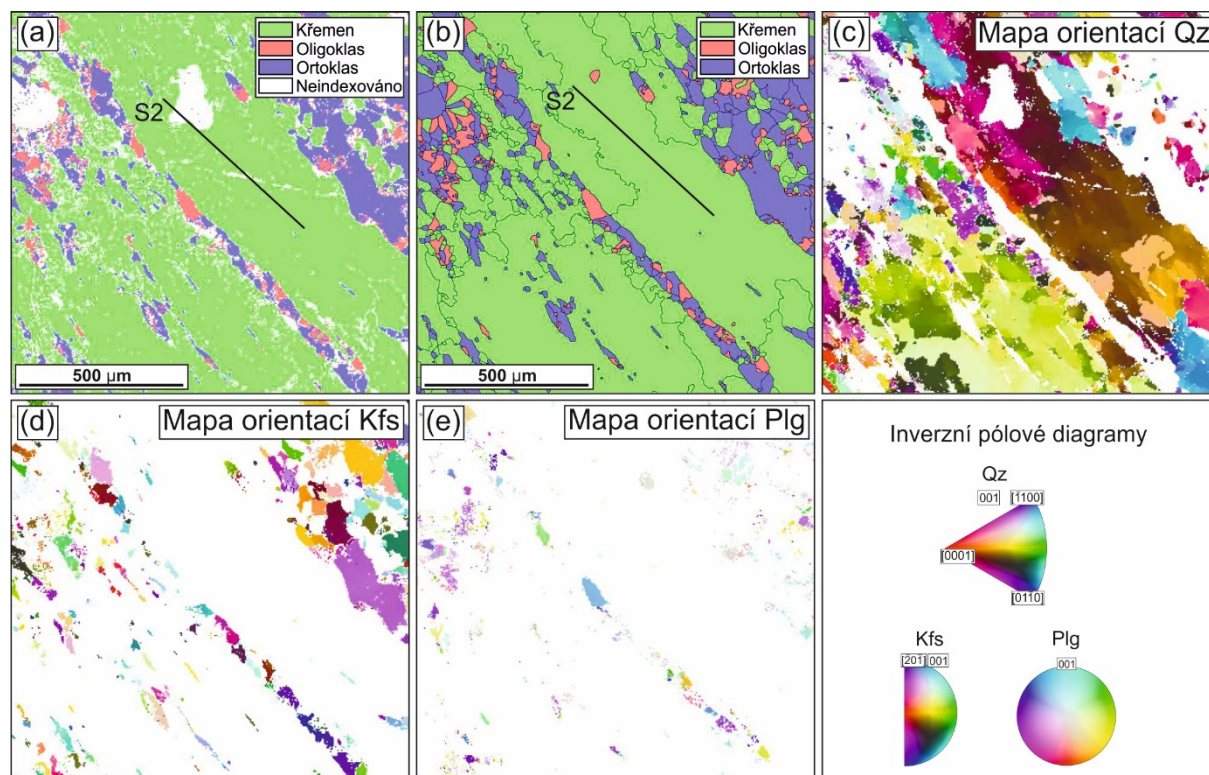 (a)
Křemen
Oligoklas
Ortoklas
Neindexováno
S2
500 µm
(b)
Křemen
Oligoklas
Ortoklas
S2
500 µm
(c)
Mapa orientací Qz
(d)
Mapa orientací Kfs
(e)
Mapa orientací Plg
Inverzní pólové diagramy
Qz
001 [1100]
[0001]
[0110]
Kfs
[201] 001
Plg
001